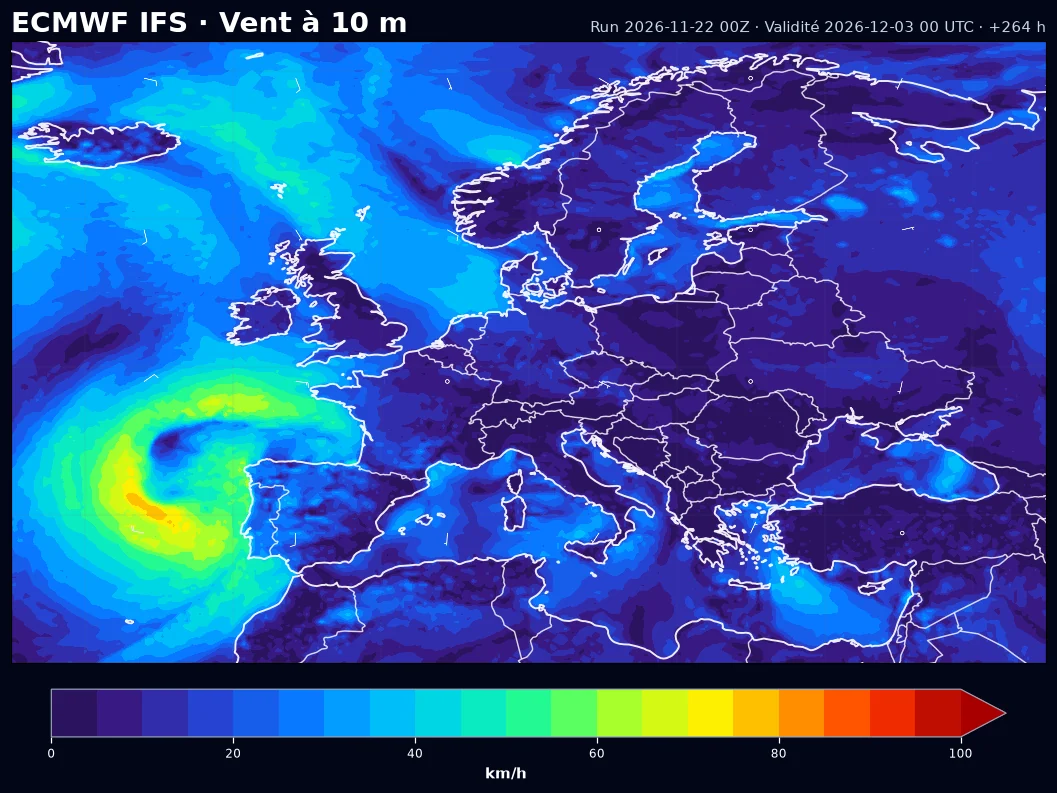 ECMWF IFS · Vent à 10 m
Run 2026-11-22 00Z · Validité 2026-12-03 00 UTC · +264 h
0 20 40 60 80 100
km/h